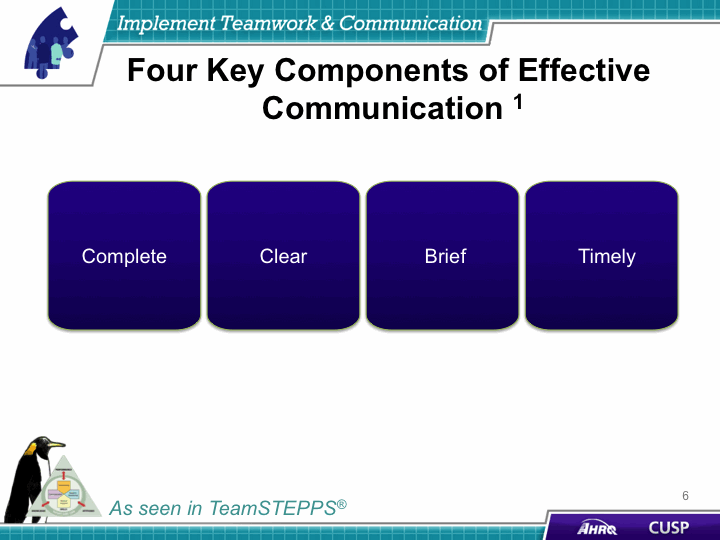 Implement Teamwork & Communication
Four Key Components of Effective
Communication 1
Complete
Clear
Brief
Timely
6
As seen in TeamSTEPPS®
AHRQ
CUSP